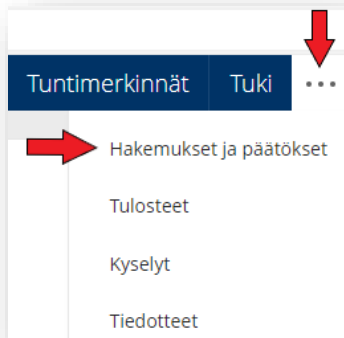 Tuntimerkinnät Tuki ...
Hakemukset ja päätökset
Tulosteet
Kyselyt
Tiedotteet